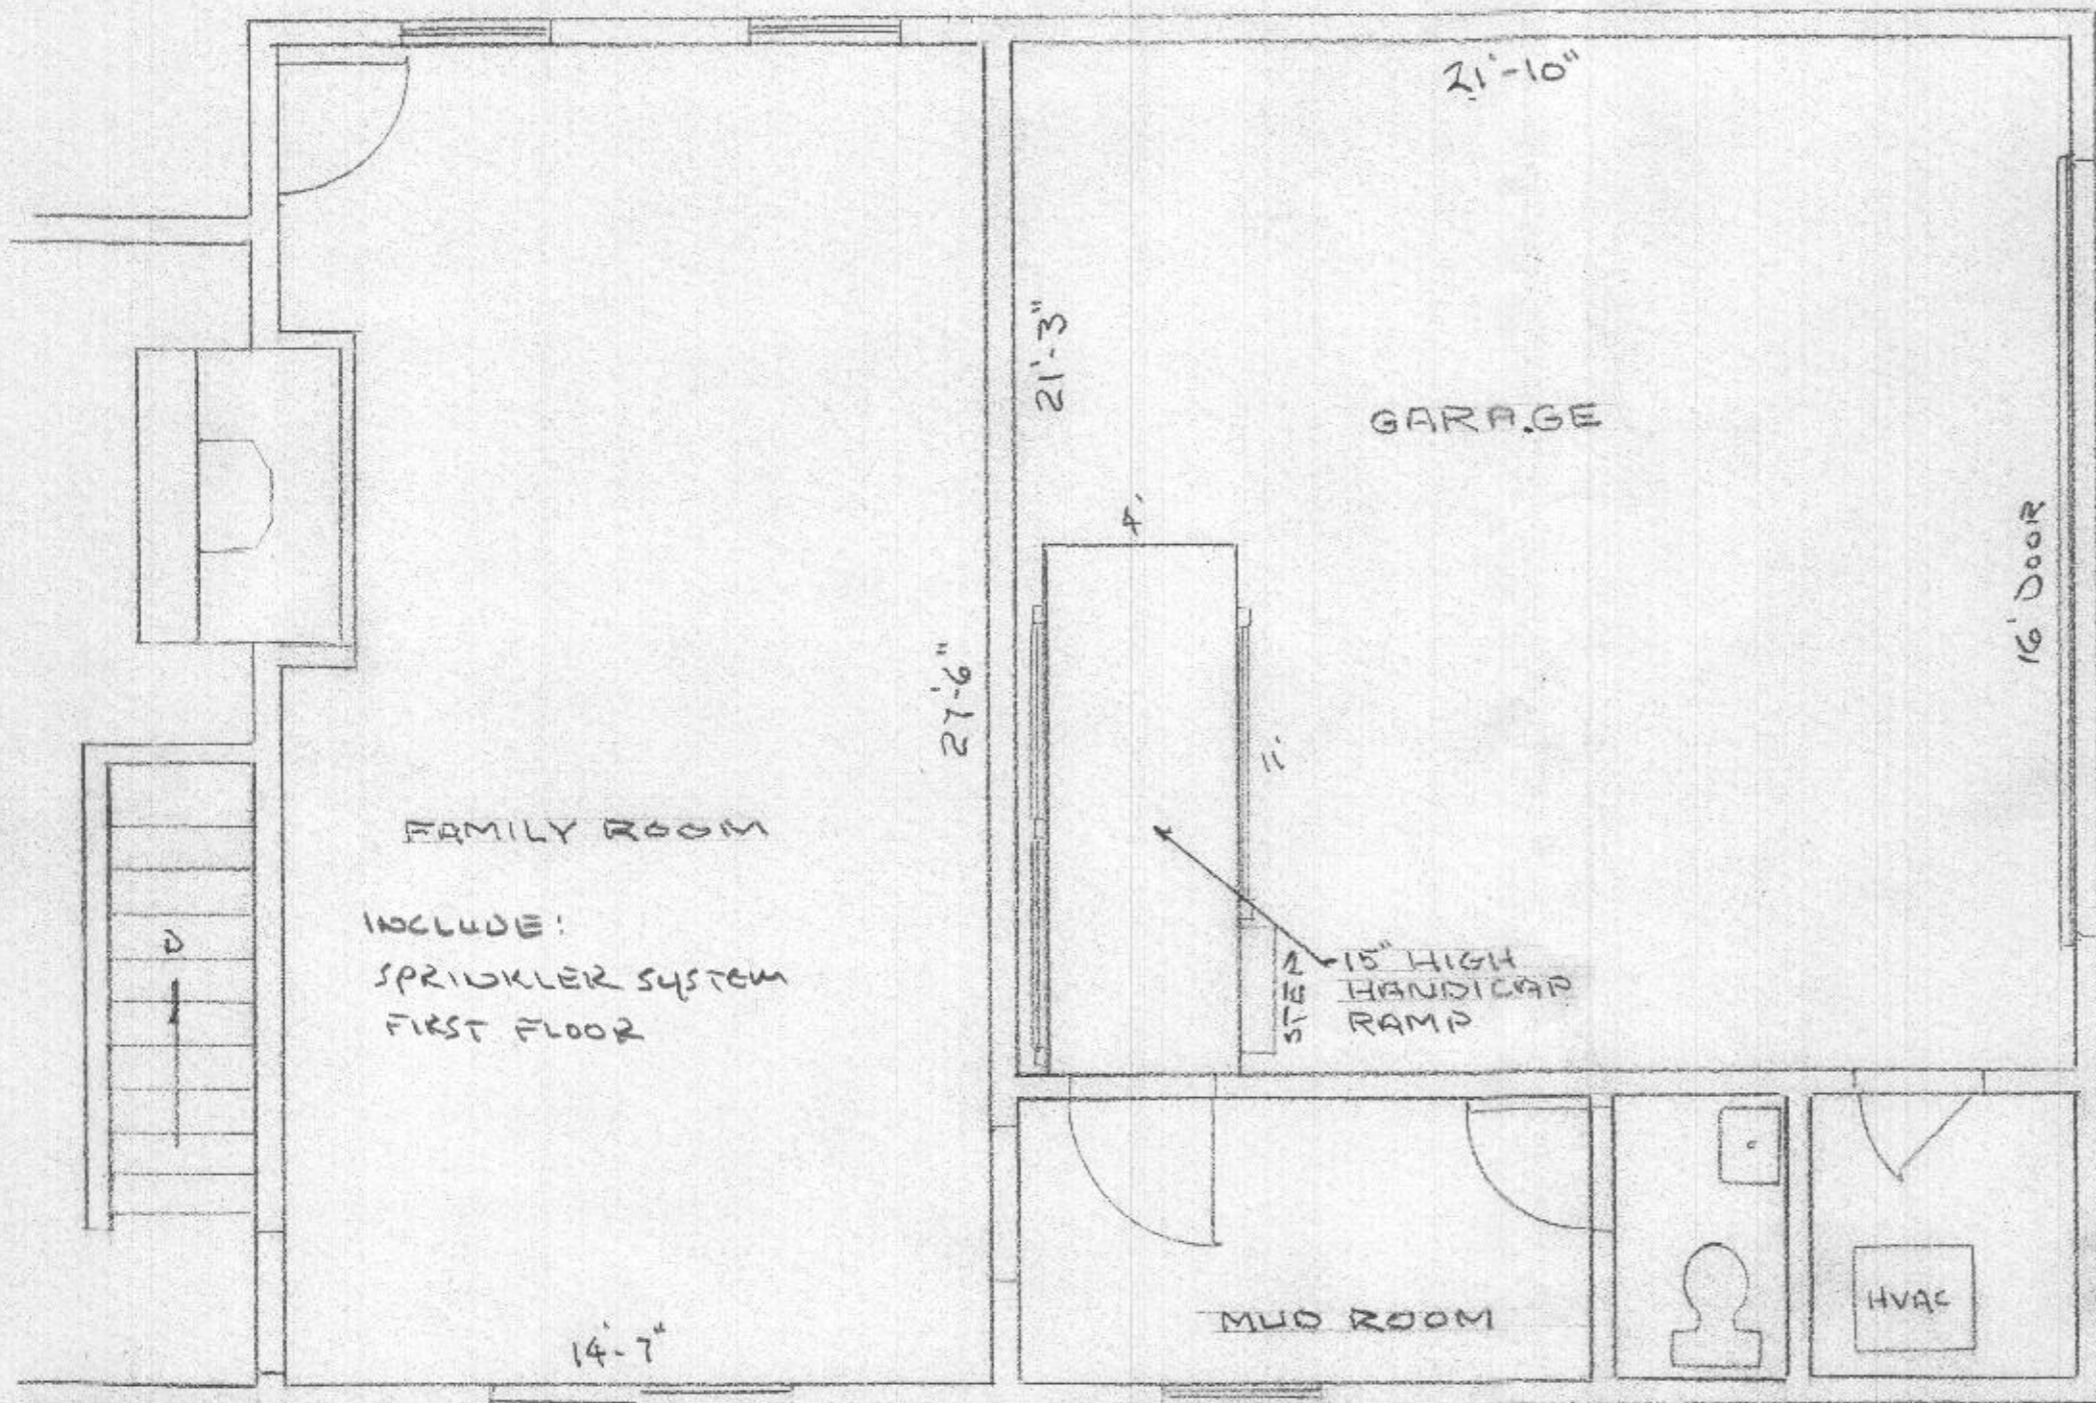 21'-10"
21'-3"
GARAGE
4'
16' DOOR
27'-6"
11'
FAMILY ROOM
INCLUDE:
SPRINKLER SYSTEM
FIRST FLOOR
D
STEP
15" HIGH
HANDICAP
RAMP
HVAC
MUD ROOM
14'-7"